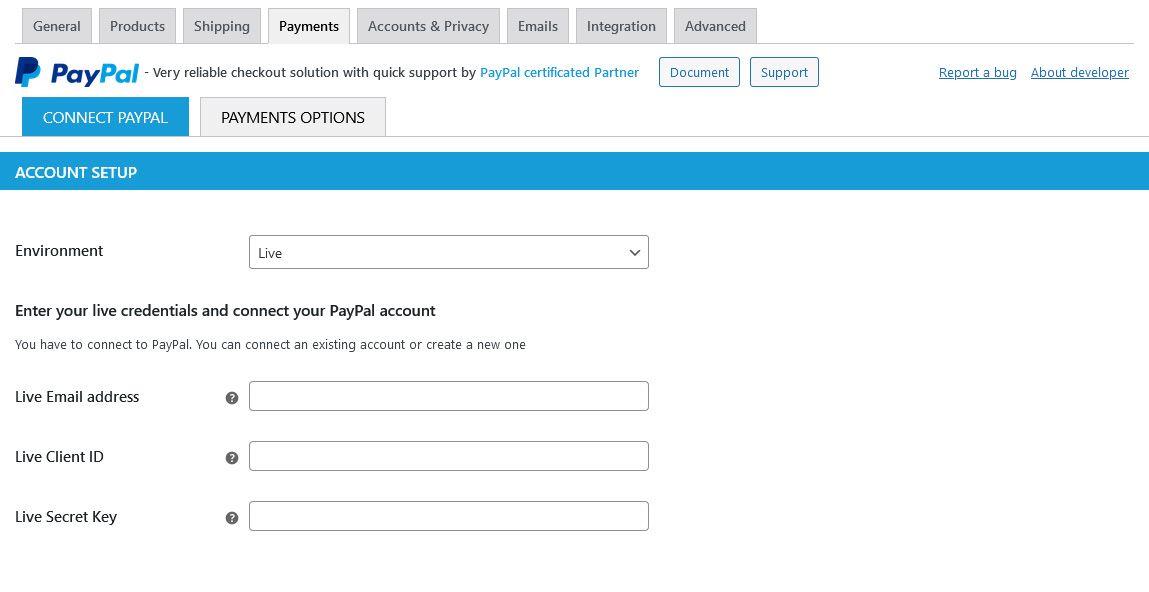 General Products Shipping Payments Accounts & Privacy Emails Integration Advanced
PayPal - Very reliable checkout solution with quick support by PayPal certificated Partner Document Support Report a bug About developer
CONNECT PAYPAL PAYMENTS OPTIONS
ACCOUNT SETUP
Environment Live
Enter your live credentials and connect your PayPal account
You have to connect to PayPal. You can connect an existing account or create a new one
Live Email address ?
Live Client ID ?
Live Secret Key ?